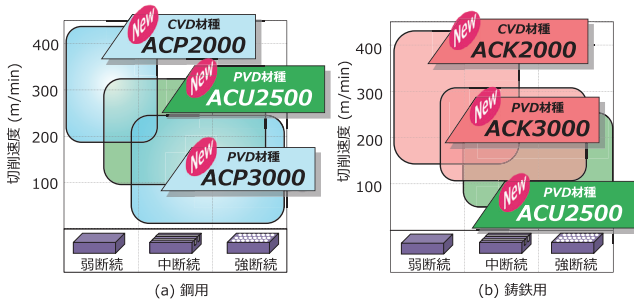 切削速度 (m/min)
400
300
200
100
New
CVD材種
ACP2000
New
PVD材種
ACU2500
New
PVD材種
ACP3000
弱断続
中断続
強断続
(a) 鋼用
切削速度 (m/min)
400
300
200
100
New
CVD材種
ACK2000
New
PVD材種
ACK3000
New
PVD材種
ACU2500
弱断続
中断続
強断続
(b) 鋳鉄用